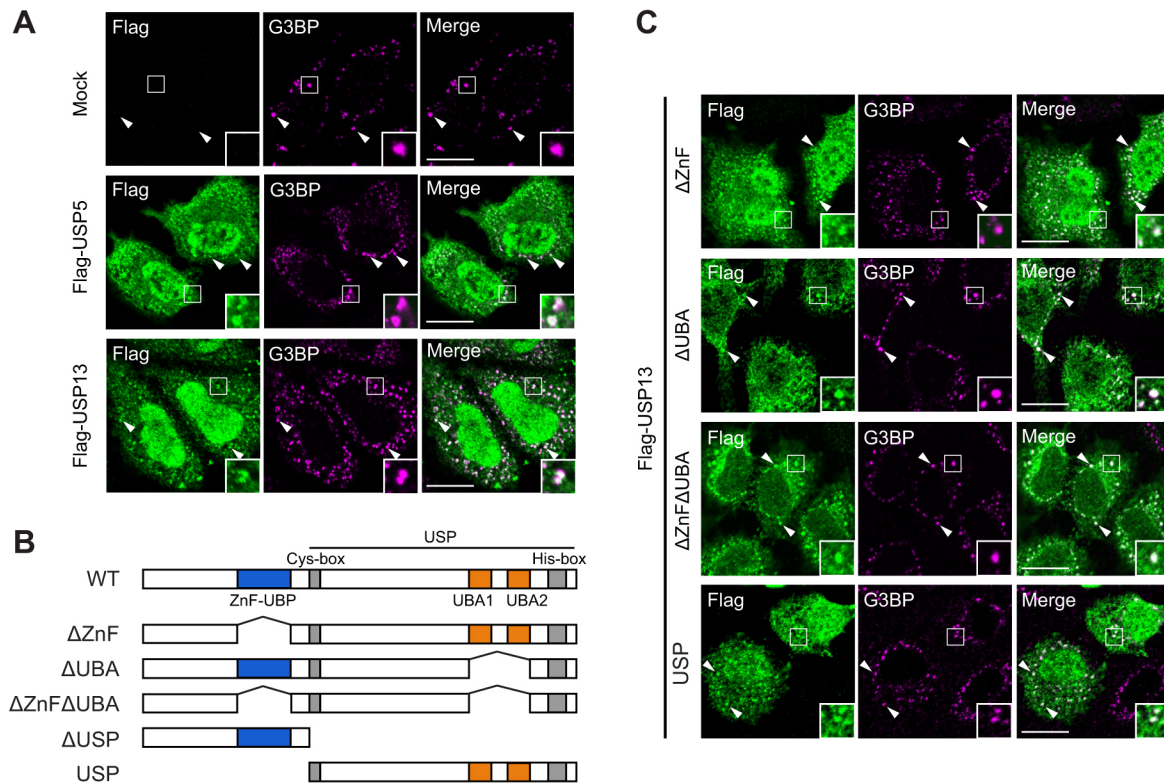 A
Flag
G3BP
Merge
Mock
Flag
G3BP
Merge
Flag-USP5
Flag
G3BP
Merge
Flag-USP13
B
USP
Cys-box
His-box
WT
ZnF-UBP
UBA1
UBA2
ΔZnF
ΔUBA
ΔZnFΔUBA
ΔUSP
USP
C
Flag-USP13
Flag
G3BP
Merge
ΔZnF
Flag
G3BP
Merge
ΔUBA
Flag
G3BP
Merge
ΔZnFΔUBA
Flag
G3BP
Merge
USP